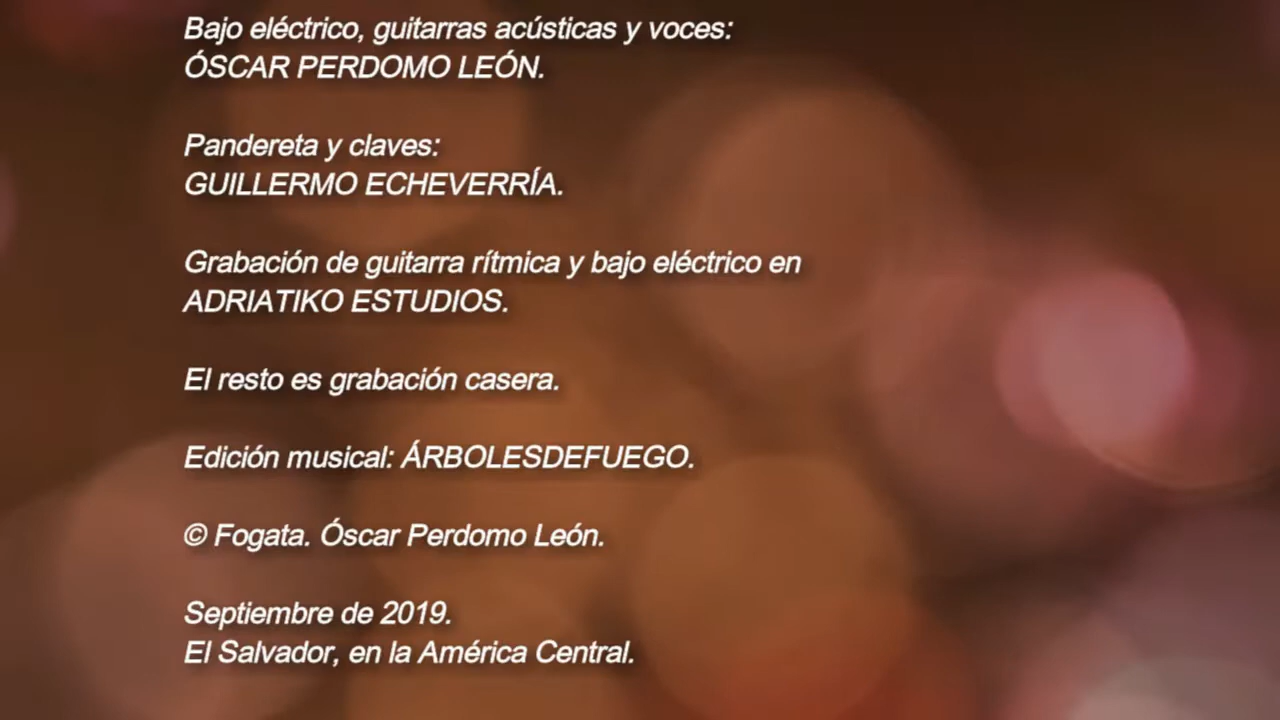 Bajo eléctrico, guitarras acústicas y voces:
ÓSCAR PERDOMO LEÓN.
Pandereta y claves:
GUILLERMO ECHEVERRÍA.
Grabación de guitarra rítmica y bajo eléctrico en
ADRIATIKO ESTUDIOS.
El resto es grabación casera.
Edición musical: ÁRBOLESDEFUEGO.
© Fogata. Óscar Perdomo León.
Septiembre de 2019.
El Salvador, en la América Central.